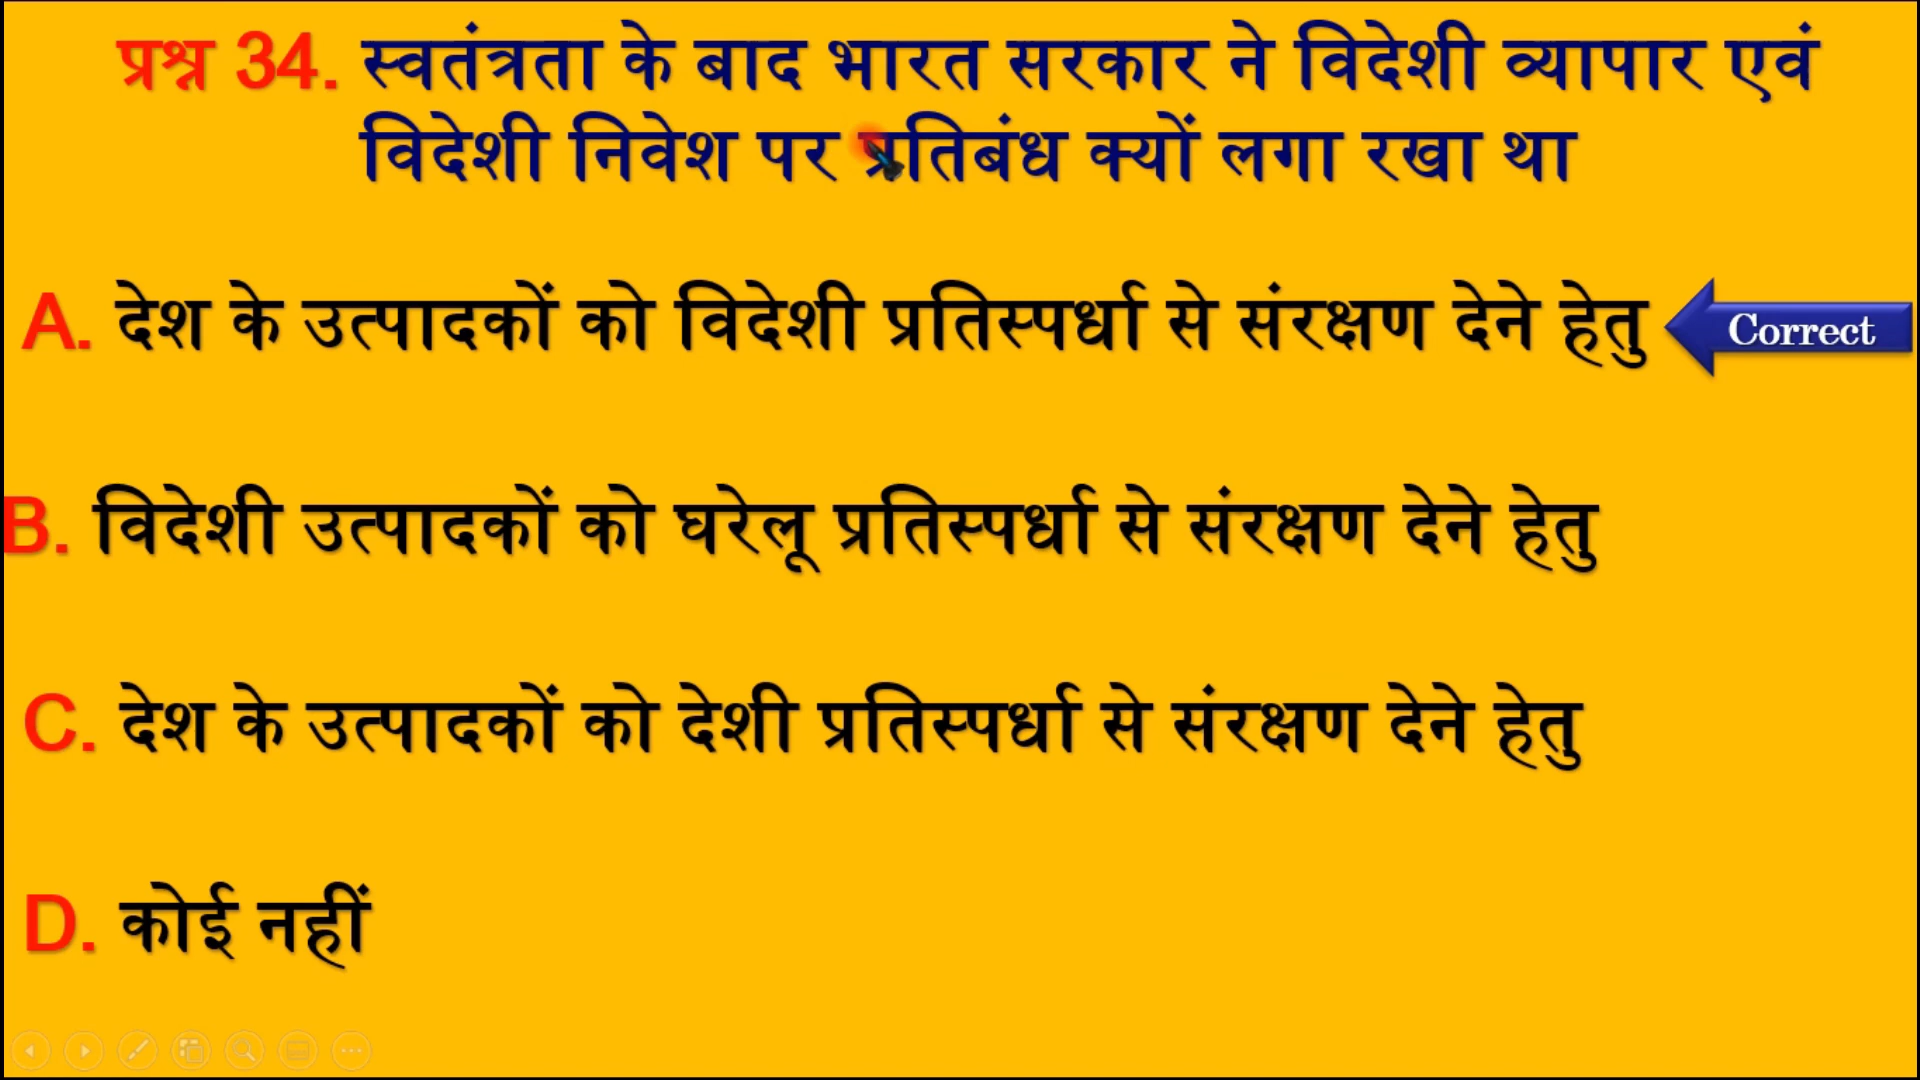 प्रश्न 34. स्वतंत्रता के बाद भारत सरकार ने विदेशी व्यापार एवं
विदेशी निवेश पर प्रतिबंध क्यों लगा रखा था
A. देश के उत्पादकों को विदेशी प्रतिस्पर्धा से संरक्षण देने हेतु
Correct
B. विदेशी उत्पादकों को घरेलू प्रतिस्पर्धा से संरक्षण देने हेतु
C. देश के उत्पादकों को देशी प्रतिस्पर्धा से संरक्षण देने हेतु
D. कोई नहीं